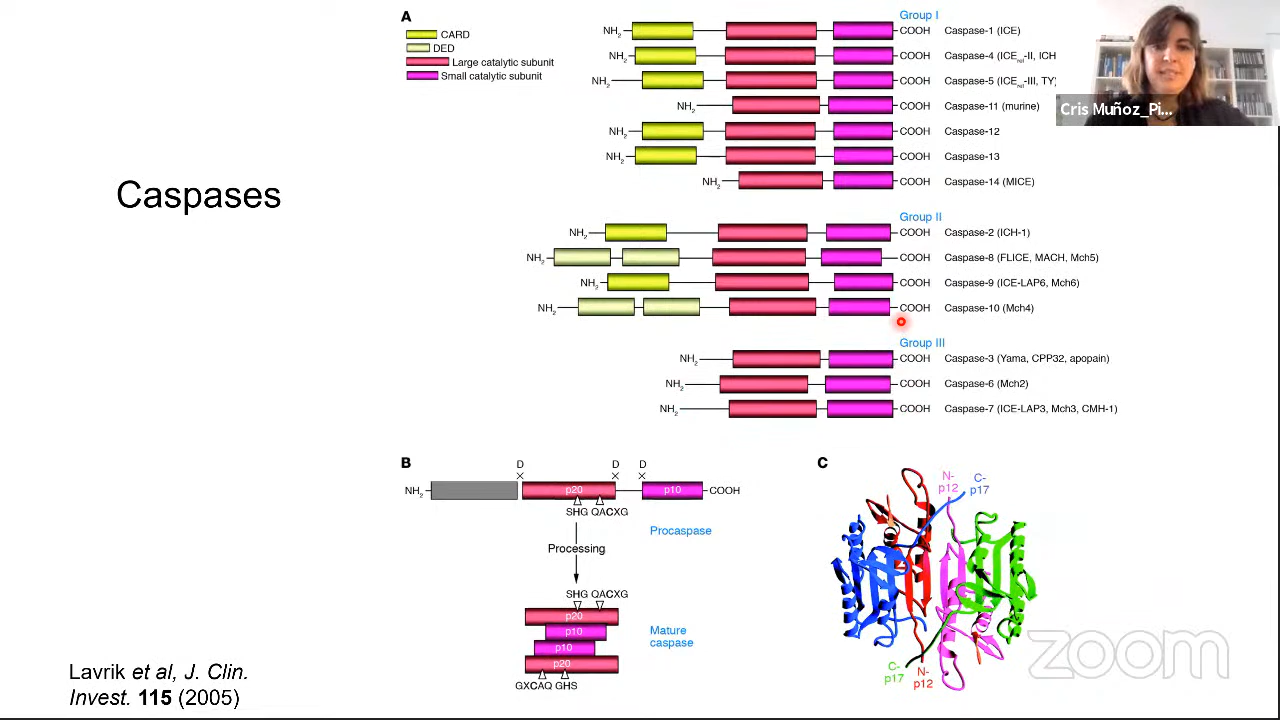 A
CARD
DED
Large catalytic subunit
Small catalytic subunit
Group I
NH2 COOH Caspase-1 (ICE)
NH2 COOH Caspase-4 (ICErel-II, ICH
NH2 COOH Caspase-5 (ICErel-III, TY
NH2 COOH Caspase-11 (murine)
NH2 COOH Caspase-12
NH2 COOH Caspase-13
NH2 COOH Caspase-14 (MICE)
Cris Muñoz_Pi...
Caspases
Group II
NH2 COOH Caspase-2 (ICH-1)
NH2 COOH Caspase-8 (FLICE, MACH, Mch5)
NH2 COOH Caspase-9 (ICE-LAP6, Mch6)
NH2 COOH Caspase-10 (Mch4)
Group III
NH2 COOH Caspase-3 (Yama, CPP32, apopain)
NH2 COOH Caspase-6 (Mch2)
NH2 COOH Caspase-7 (ICE-LAP3, Mch3, CMH-1)
B
D D D
× × ×
NH2 p20 p10 COOH
SHG QACXG
Procaspase
Processing
SHG QACXG
p20
p10
p10
p20
GXCAQ GHS
Mature
caspase
C
N-
p12
C-
p17
C-
p17
N-
p12
zoom
Lavrik et al, J. Clin.
Invest. 115 (2005)